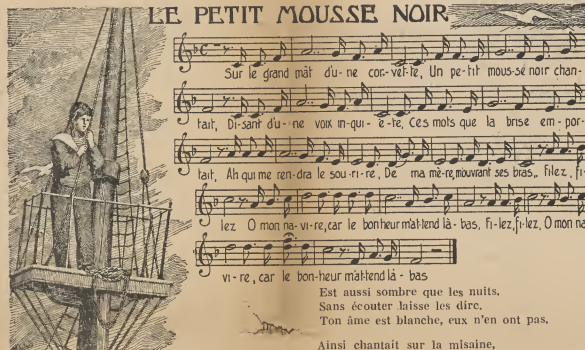 LE PETIT MOUSSE NOIR
Sur le grand mât d'u-ne cor-vet-te, Un pe-tit mous-se noir chan-
tait, Di-sant d'u-ne voix in-qui-è-te, Ces mots que la brise em-por-
tait, Ah qui me ren-dra le sou-ri-re, De ma mè-re, m'ouvrant ses bras,. Filez, fi-
lez O mon na-vi-re, car le bonheur m'attend là-bas, Fi-lez, fi-lez, O mon na-
vi-re, car le bon-heur m'attend là-bas
Est aussi sombre que les nuits,
Sans écouter laisse les dire.
Ton âme est blanche, eux n'en ont pas.
Ainsi chantait sur la misaine,